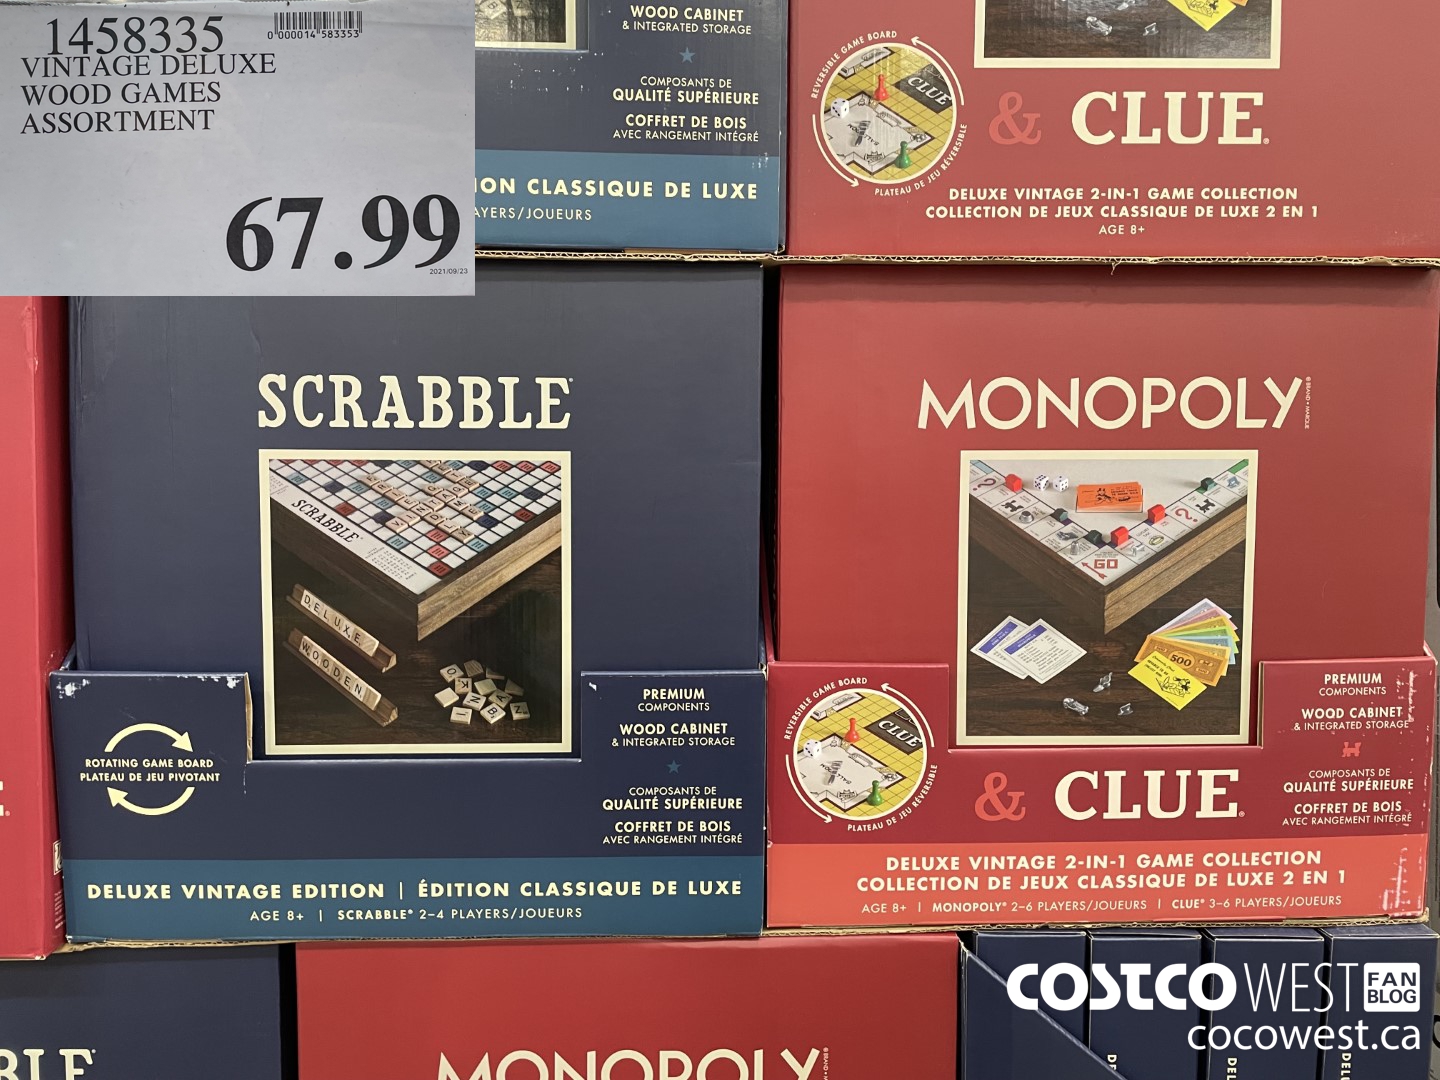 1458335
0 000014 583353
VINTAGE DELUXE
WOOD GAMES
ASSORTMENT
67.99
2021/09/23
WOOD CABINET
& INTEGRATED STORAGE
COMPOSANTS DE
QUALITÉ SUPÉRIEURE
COFFRET DE BOIS
AVEC RANGEMENT INTÉGRÉ
ION CLASSIQUE DE LUXE
AYERS/JOUEURS
REVERSIBLE GAME BOARD
CLUE
PLATEAU DE JEU RÉVERSIBLE
& CLUE®
DELUXE VINTAGE 2-IN-1 GAME COLLECTION
COLLECTION DE JEUX CLASSIQUE DE LUXE 2 EN 1
AGE 8+
SCRABBLE®
SCRABBLE
VINTAGE
DELUXE
WOODEN
ROTATING GAME BOARD
PLATEAU DE JEU PIVOTANT
PREMIUM
COMPONENTS
WOOD CABINET
& INTEGRATED STORAGE
COMPOSANTS DE
QUALITÉ SUPÉRIEURE
COFFRET DE BOIS
AVEC RANGEMENT INTÉGRÉ
DELUXE VINTAGE EDITION | ÉDITION CLASSIQUE DE LUXE
AGE 8+ | SCRABBLE® 2–4 PLAYERS/JOUEURS
MONOPOLY
GO
500
REVERSIBLE GAME BOARD
CLUE
PLATEAU DE JEU RÉVERSIBLE
PREMIUM
COMPONENTS
WOOD CABINET
& INTEGRATED STORAGE
COMPOSANTS DE
QUALITÉ SUPÉRIEURE
COFFRET DE BOIS
AVEC RANGEMENT INTÉGRÉ
& CLUE®
DELUXE VINTAGE 2-IN-1 GAME COLLECTION
COLLECTION DE JEUX CLASSIQUE DE LUXE 2 EN 1
AGE 8+ | MONOPOLY® 2–6 PLAYERS/JOUEURS | CLUE® 3–6 PLAYERS/JOUEURS
BLE®
MONOPOLY
DEL
DEL
COSTCO WEST FAN BLOG
cocowest.ca